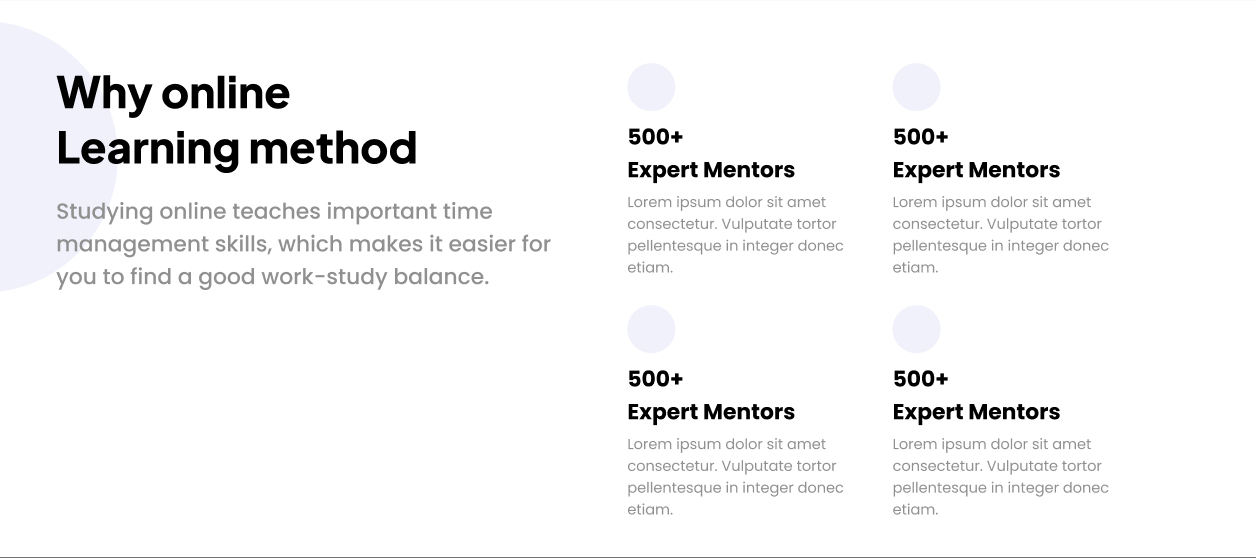 Why online
Learning method
Studying online teaches important time
management skills, which makes it easier for
you to find a good work-study balance.
500+
Expert Mentors
Lorem ipsum dolor sit amet
consectetur. Vulputate tortor
pellentesque in integer donec
etiam.
500+
Expert Mentors
Lorem ipsum dolor sit amet
consectetur. Vulputate tortor
pellentesque in integer donec
etiam.
500+
Expert Mentors
Lorem ipsum dolor sit amet
consectetur. Vulputate tortor
pellentesque in integer donec
etiam.
500+
Expert Mentors
Lorem ipsum dolor sit amet
consectetur. Vulputate tortor
pellentesque in integer donec
etiam.